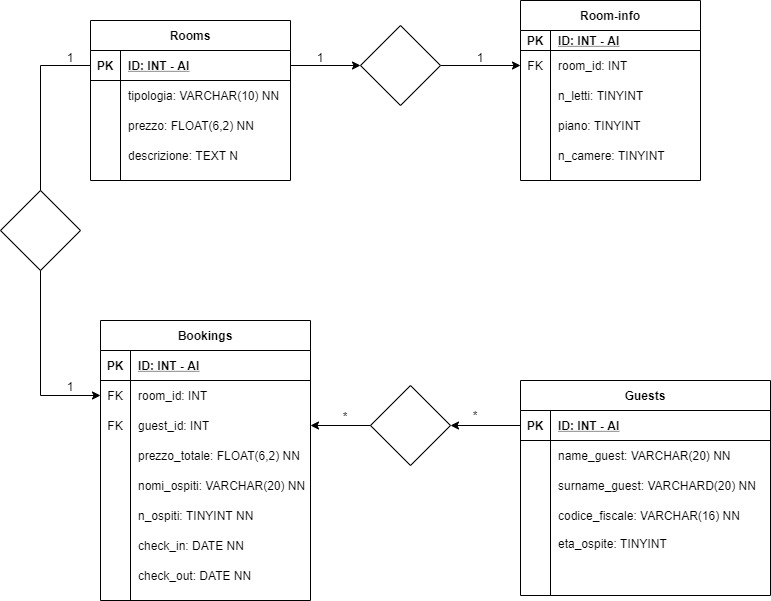 Rooms
PK ID: INT - AI
tipologia: VARCHAR(10) NN
prezzo: FLOAT(6,2) NN
descrizione: TEXT N
1
1
1
Room-info
PK ID: INT - AI
FK room_id: INT
n_letti: TINYINT
piano: TINYINT
n_camere: TINYINT
1
Bookings
PK ID: INT - AI
FK room_id: INT
FK guest_id: INT
prezzo_totale: FLOAT(6,2) NN
nomi_ospiti: VARCHAR(20) NN
n_ospiti: TINYINT NN
check_in: DATE NN
check_out: DATE NN
*
*
Guests
PK ID: INT - AI
name_guest: VARCHAR(20) NN
surname_guest: VARCHARD(20) NN
codice_fiscale: VARCHAR(16) NN
eta_ospite: TINYINT